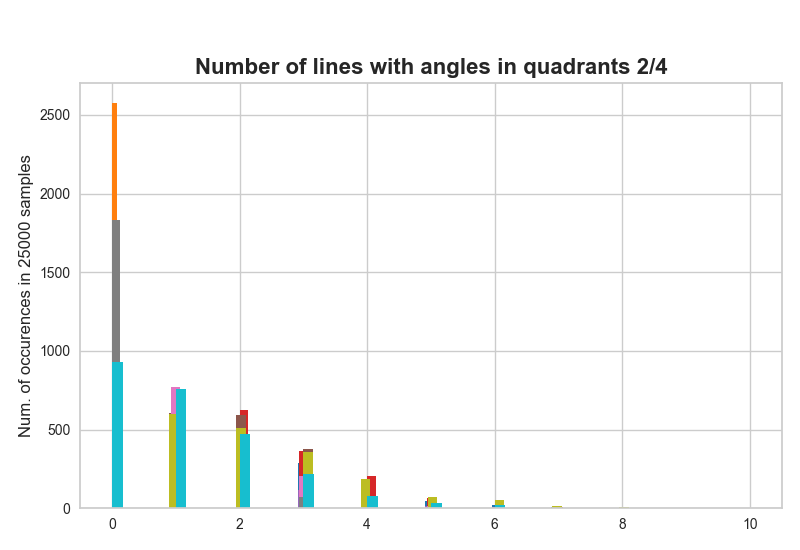 Number of lines with angles in quadrants 2/4
Num. of occurences in 25000 samples
2500
2000
1500
1000
500
0
0 2 4 6 8 10